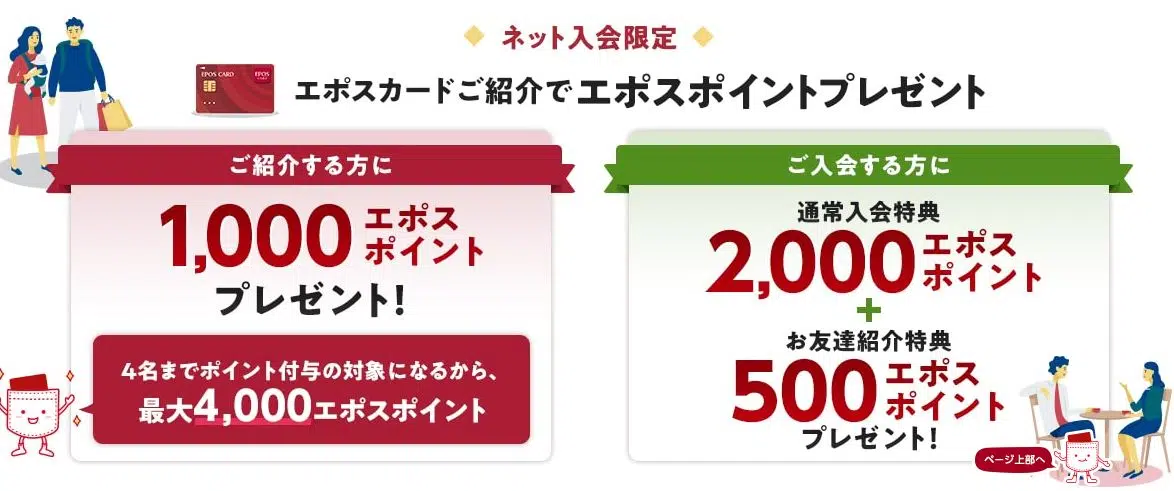 ネット入会限定
EPOS CARD
EPOS
エポスカードご紹介でエポスポイントプレゼント
ご紹介する方に
1,000エポスポイント
プレゼント!
4名までポイント付与の対象になるから、
最大4,000エポスポイント
ご入会する方に
通常入会特典
2,000エポスポイント
+
お友達紹介特典
500エポスポイント
プレゼント!
ページ上部へ